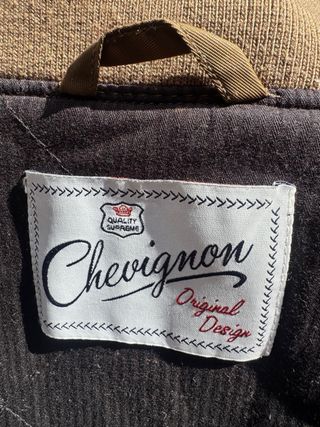 QUALITY
SUPREME
Chevignon
Original
Design